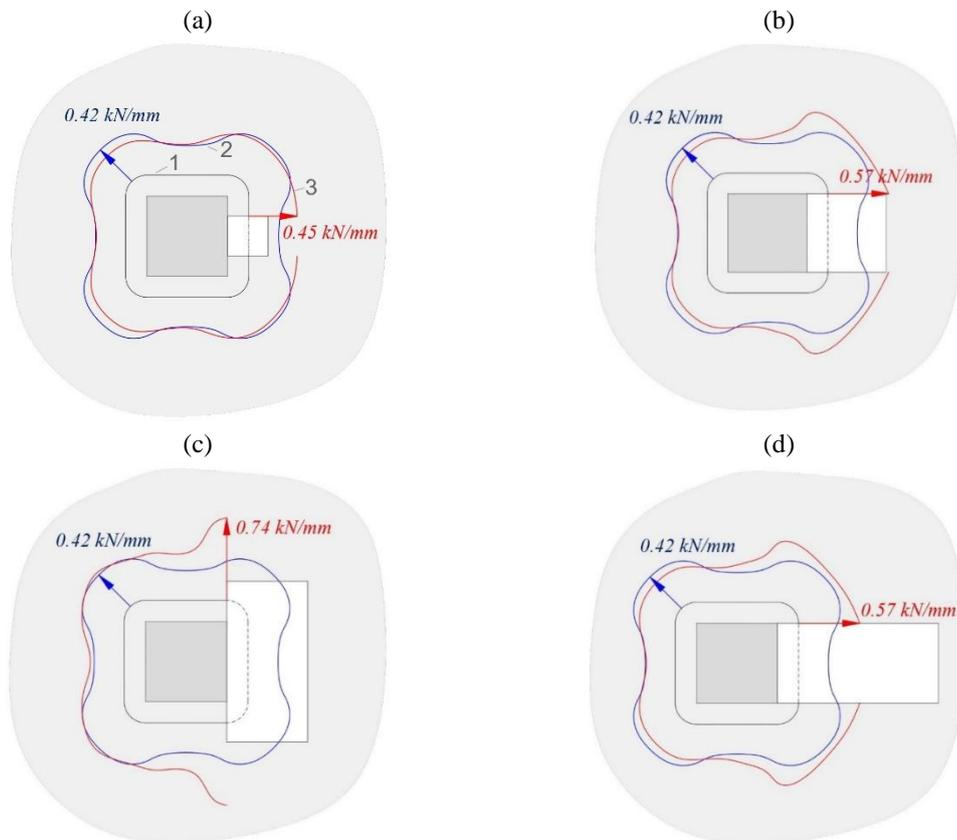 (a)
(b)
0.42 kN/mm
1
2
3
0.45 kN/mm
0.42 kN/mm
0.57 kN/mm
(c)
(d)
0.42 kN/mm
0.74 kN/mm
0.42 kN/mm
0.57 kN/mm